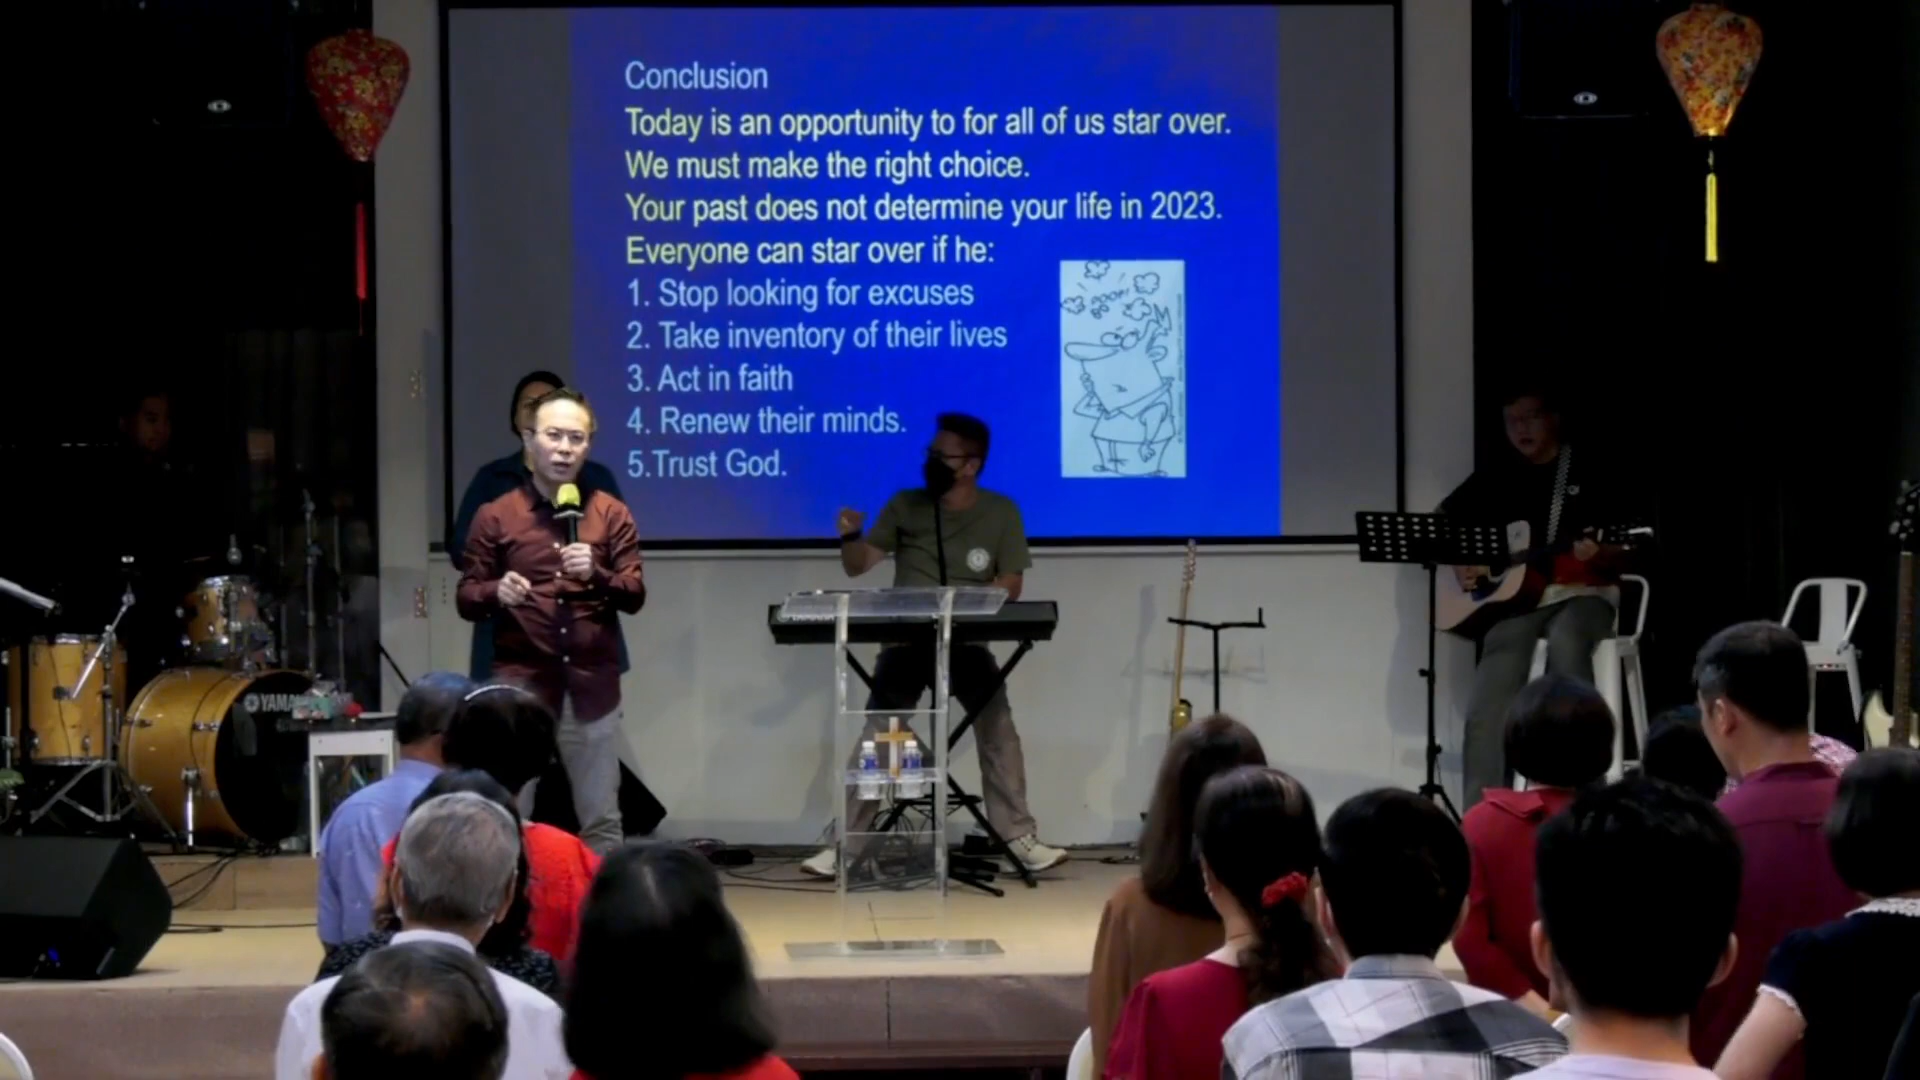 Conclusion
Today is an opportunity to for all of us star over.
We must make the right choice.
Your past does not determine your life in 2023.
Everyone can star over if he:
1. Stop looking for excuses
2. Take inventory of their lives
3. Act in faith
4. Renew their minds.
5.Trust God.
POOF!